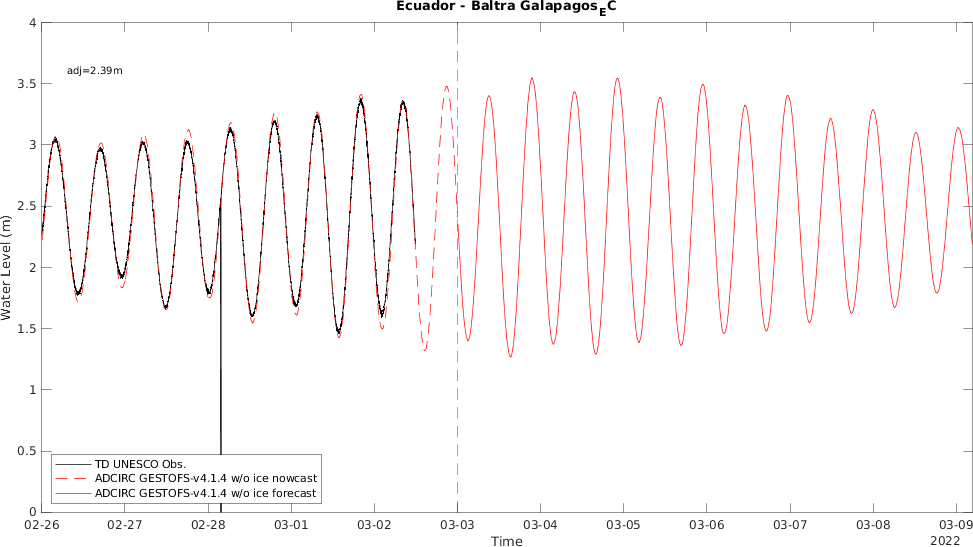 Ecuador - Baltra Galapagos_EC
adj=2.39m
4
3.5
3
2.5
2
1.5
1
0.5
0
Water Level (m)
TD UNESCO Obs.
ADCIRC GESTOFS-v4.1.4 w/o ice nowcast
ADCIRC GESTOFS-v4.1.4 w/o ice forecast
02-26 02-27 02-28 03-01 03-02 03-03 03-04 03-05 03-06 03-07 03-08 03-09
Time
2022